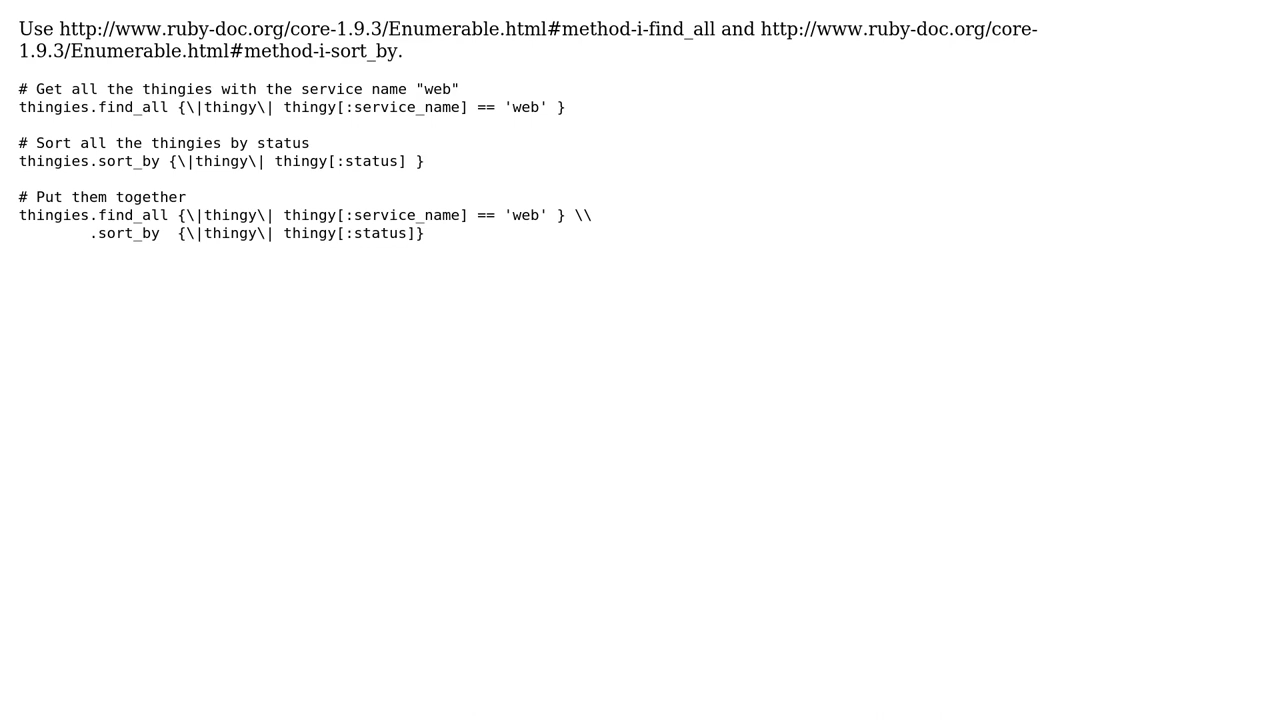 Use http://www.ruby-doc.org/core-1.9.3/Enumerable.html#method-i-find_all and http://www.ruby-doc.org/core-
1.9.3/Enumerable.html#method-i-sort_by.
# Get all the thingies with the service name "web"
thingies.find_all {\|thingy\| thingy[:service_name] == 'web' }
# Sort all the thingies by status
thingies.sort_by {\|thingy\| thingy[:status] }
# Put them together
thingies.find_all {\|thingy\| thingy[:service_name] == 'web' } \\
        .sort_by  {\|thingy\| thingy[:status]}